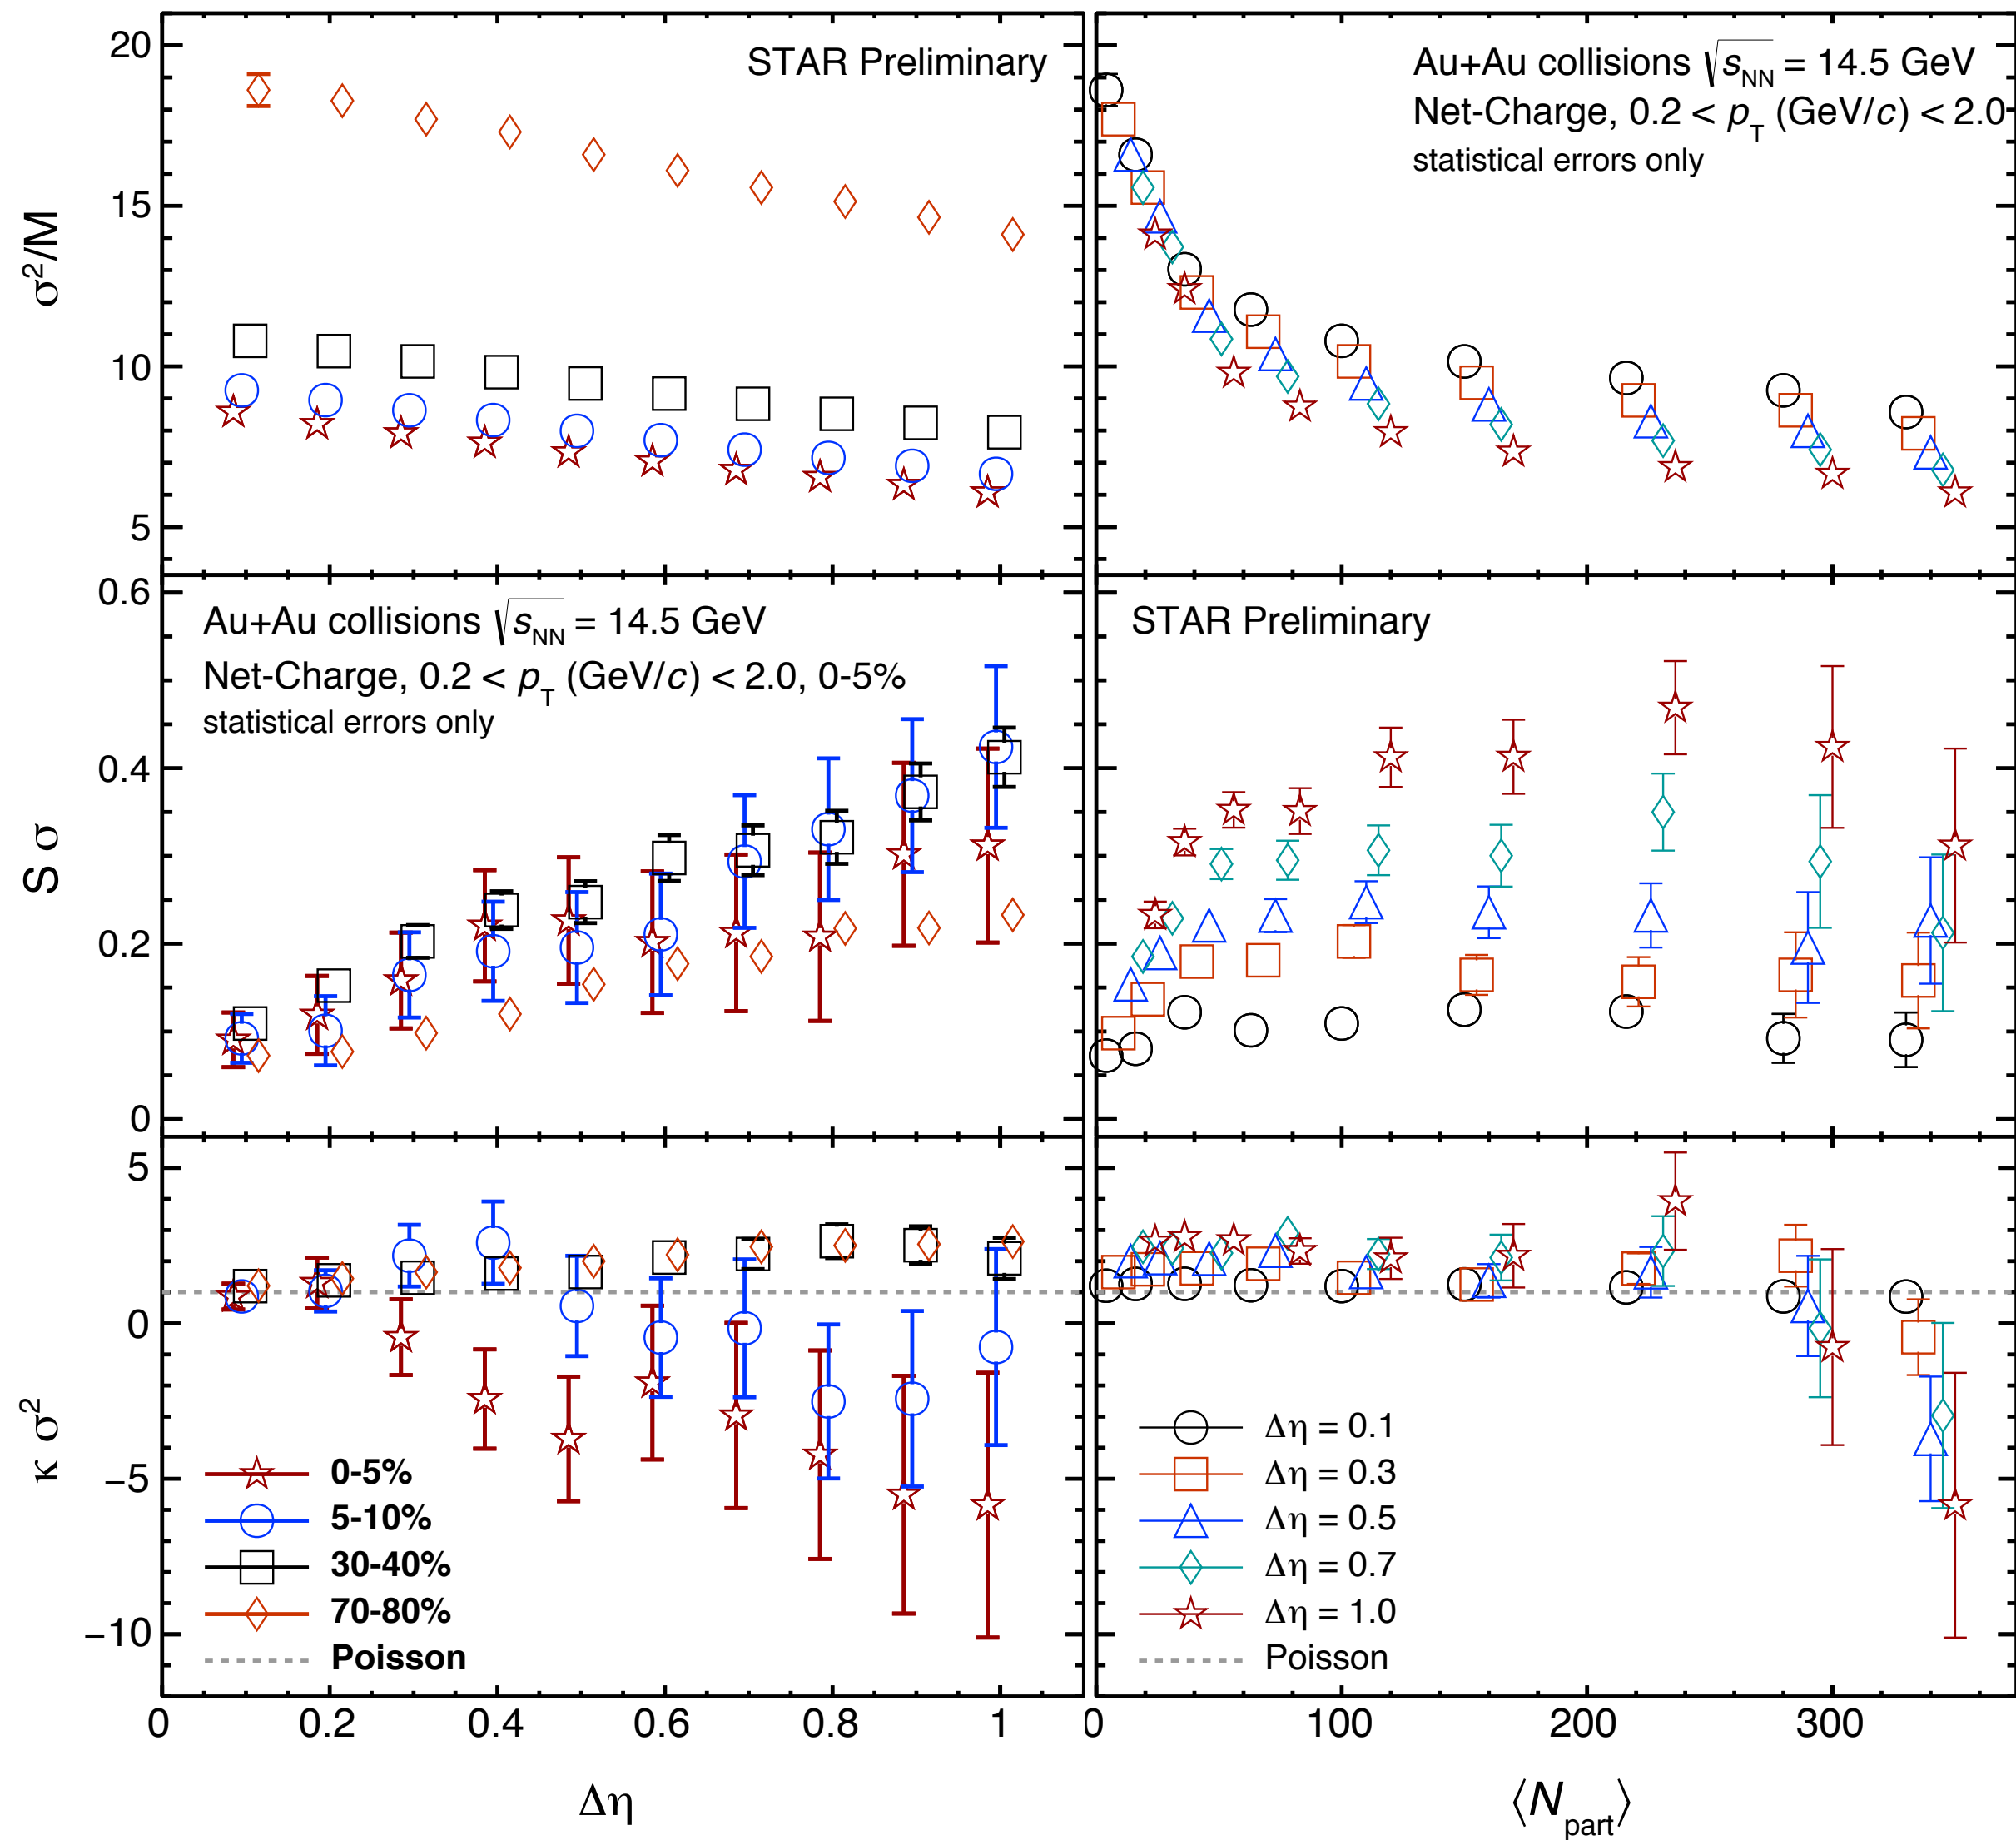 STAR Preliminary
20
15
10
5
σ²/M
Au+Au collisions √sNN = 14.5 GeV
Net-Charge, 0.2 < pT (GeV/c) < 2.0
statistical errors only
0.6
0.4
0.2
0
S σ
Au+Au collisions √sNN = 14.5 GeV
Net-Charge, 0.2 < pT (GeV/c) < 2.0, 0-5%
statistical errors only
STAR Preliminary
5
0
−5
−10
κ σ²
0-5%
5-10%
30-40%
70-80%
Poisson
Δη = 0.1
Δη = 0.3
Δη = 0.5
Δη = 0.7
Δη = 1.0
Poisson
0 0.2 0.4 0.6 0.8 1
0 100 200 300
Δη
⟨Npart⟩